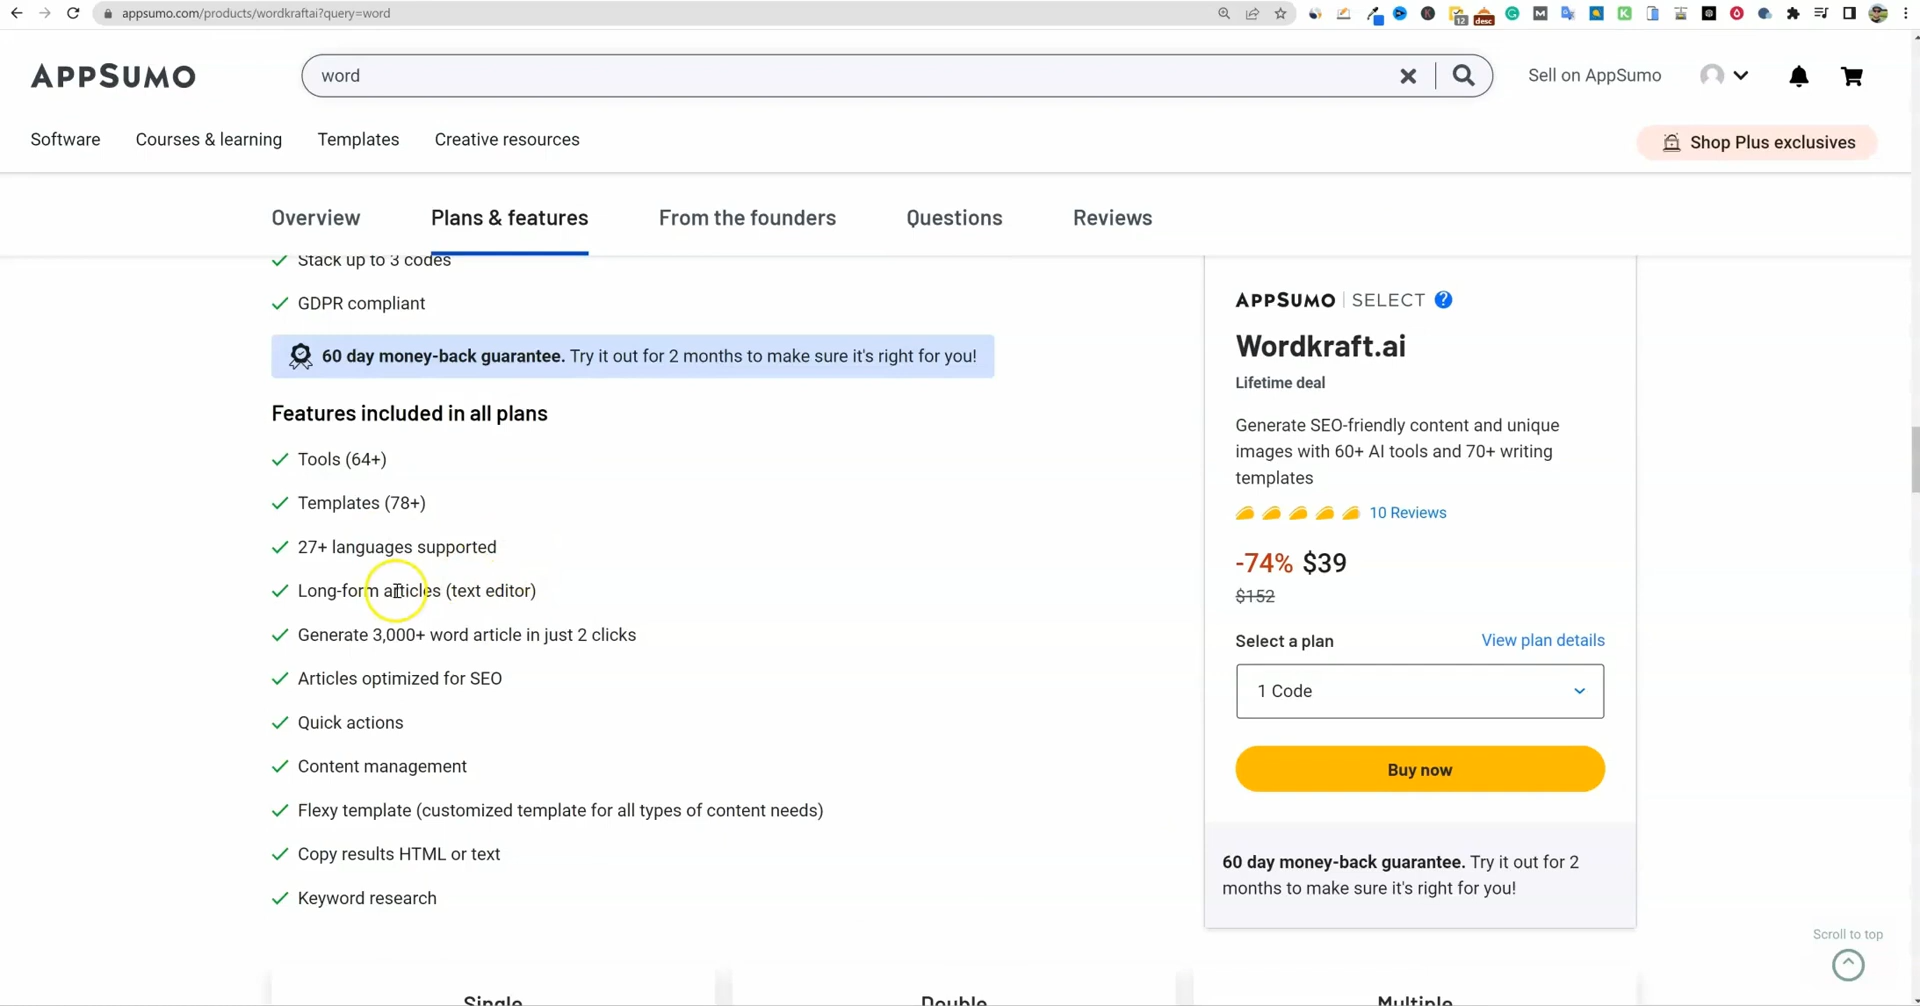 appsumo.com/products/wordkraftai?query=word
12
desc
APPSUMO
word
Sell on AppSumo
Software
Courses & learning
Templates
Creative resources
Shop Plus exclusives
Overview
Plans & features
From the founders
Questions
Reviews
Stack up to 3 codes
GDPR compliant
60 day money-back guarantee. Try it out for 2 months to make sure it's right for you!
Features included in all plans
Tools (64+)
Templates (78+)
27+ languages supported
Long-form articles (text editor)
Generate 3,000+ word article in just 2 clicks
Articles optimized for SEO
Quick actions
Content management
Flexy template (customized template for all types of content needs)
Copy results HTML or text
Keyword research
APPSUMO | SELECT ?
Wordkraft.ai
Lifetime deal
Generate SEO-friendly content and unique
images with 60+ AI tools and 70+ writing
templates
10 Reviews
-74% $39
$152
Select a plan
View plan details
1 Code
Buy now
60 day money-back guarantee. Try it out for 2
months to make sure it's right for you!
Scroll to top
Single
Double
Multiple